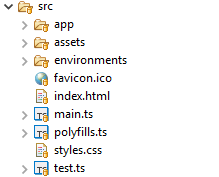 src
app
assets
environments
favicon.ico
index.html
main.ts
polyfills.ts
styles.css
test.ts